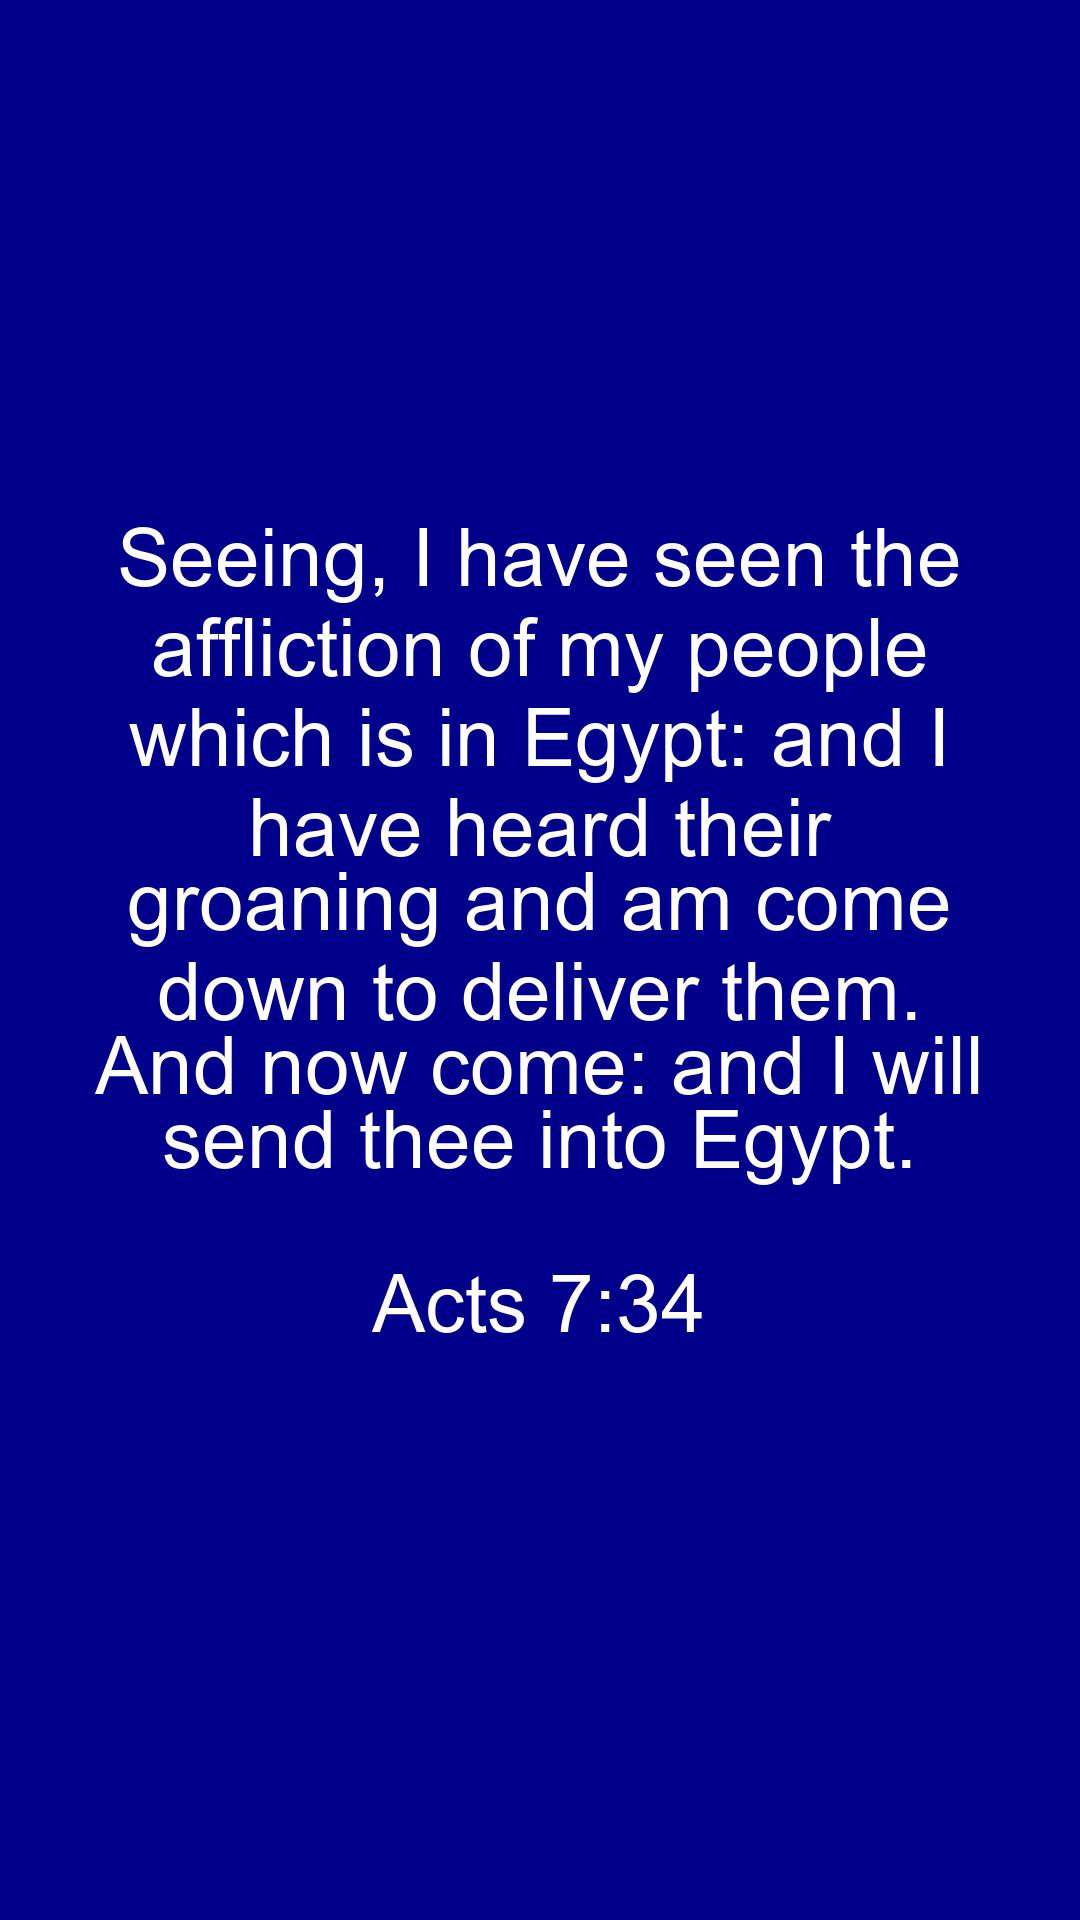 Seeing, I have seen the
affliction of my people
which is in Egypt: and I
have heard their
groaning and am come
down to deliver them.
And now come: and I will
send thee into Egypt.
Acts 7:34